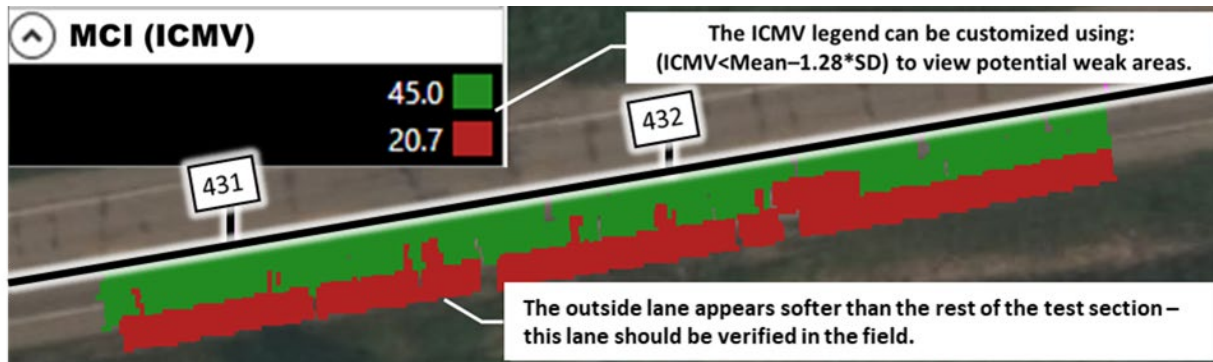 MCI (ICMV)
45.0
20.7
The ICMV legend can be customized using:
(ICMV<Mean–1.28*SD) to view potential weak areas.
431
432
The outside lane appears softer than the rest of the test section –
this lane should be verified in the field.